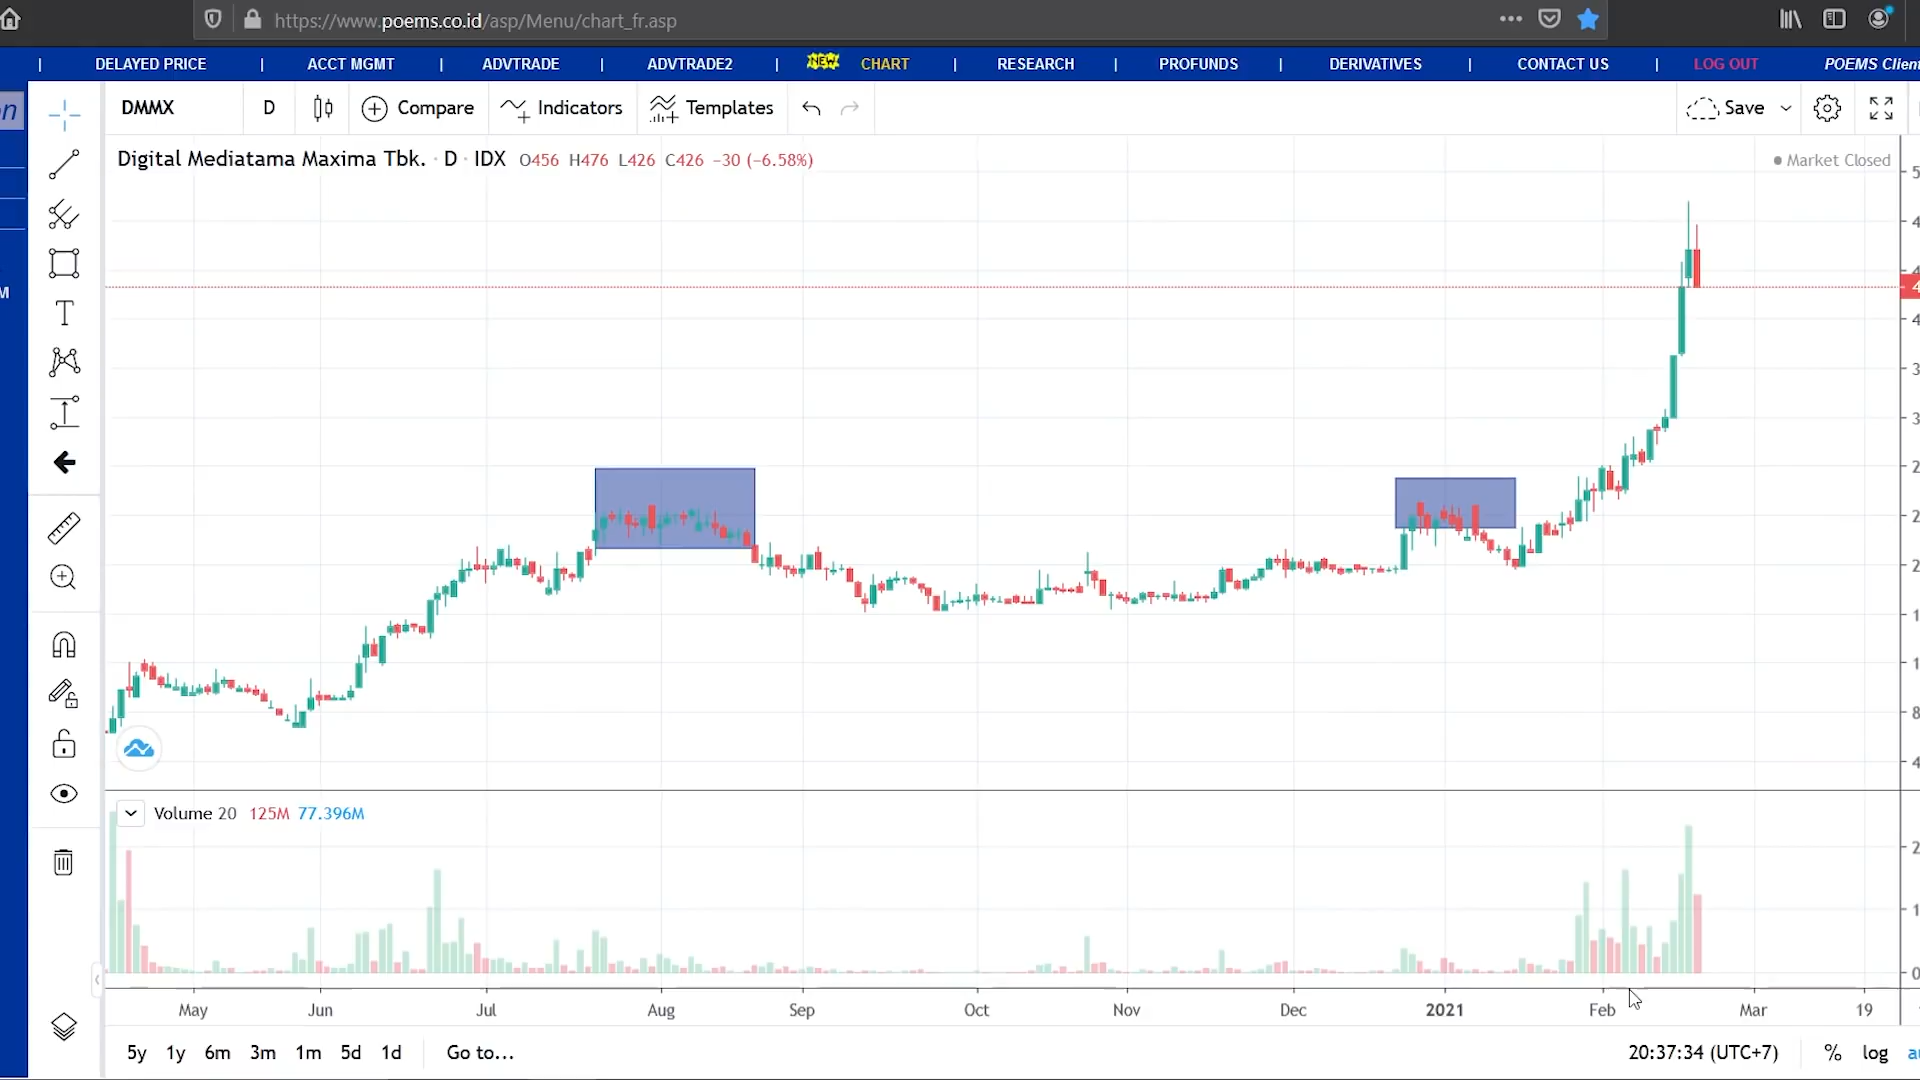 https://www.poems.co.id/asp/Menu/chart_fr.asp
| DELAYED PRICE | ACCT MGMT | ADVTRADE | ADVTRADE2 | NEW CHART | RESEARCH | PROFUNDS | DERIVATIVES | CONTACT US | LOG OUT POEMS Clien
on
DMMX D Compare Indicators Templates Save
Digital Mediatama Maxima Tbk. · D · IDX O456 H476 L426 C426 −30 (−6.58%)
Market Closed
M
T
Volume 20 125M 77.396M
May Jun Jul Aug Sep Oct Nov Dec 2021 Feb Mar 19
5y 1y 6m 3m 1m 5d 1d Go to... 20:37:34 (UTC+7) % log